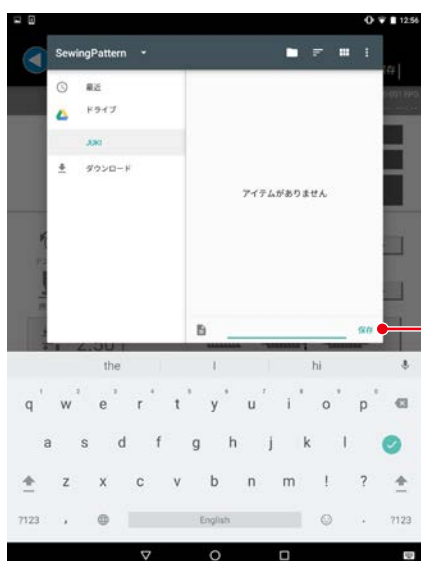 12:56
SewingPattern
最近
ドライブ
JUKI
ダウンロード
アイテムがありません
保存
the I hi
q w e r t y u i o p
a s d f g h j k l
z x c v b n m ! ?
?123 , English . ?123